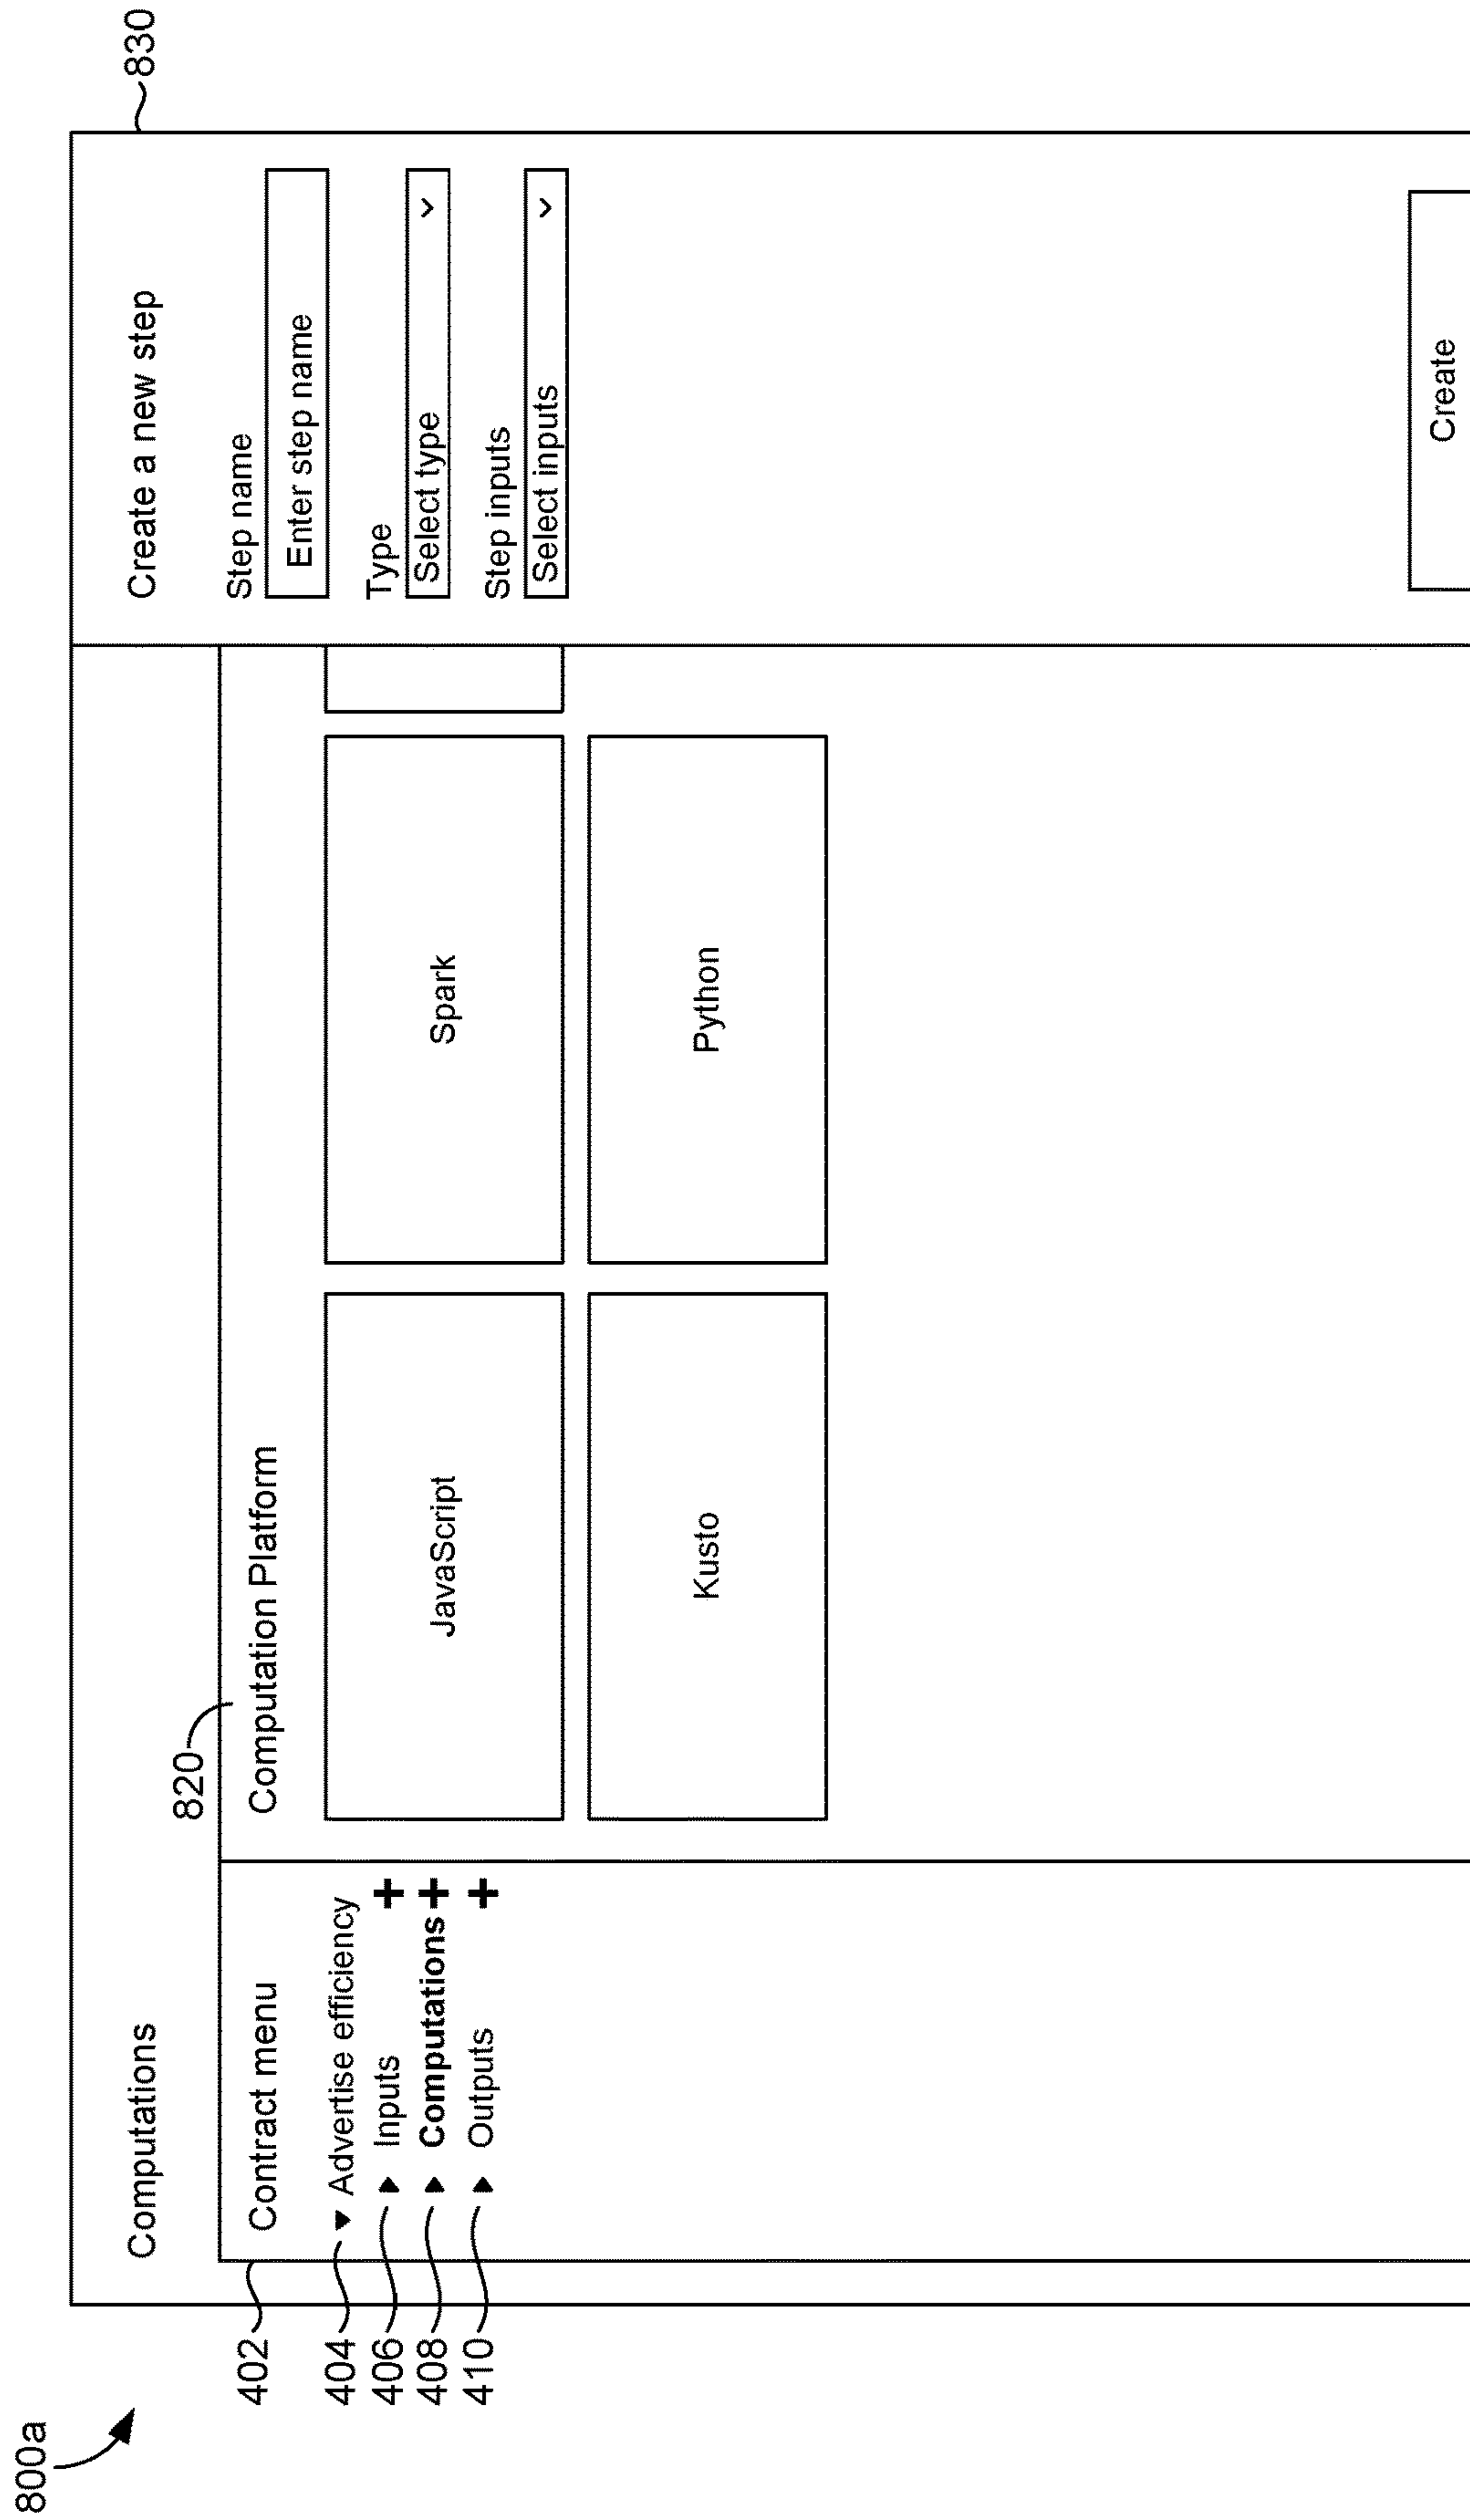 800a
830
Computations
Create a new step
820
402
Contract menu
Computation Platform
Step name
Enter step name
404
Advertise efficiency
406
Inputs +
408
Computations +
410
Outputs +
JavaScript
Spark
Kusto
Python
Type
Select type
Step inputs
Select inputs
Create